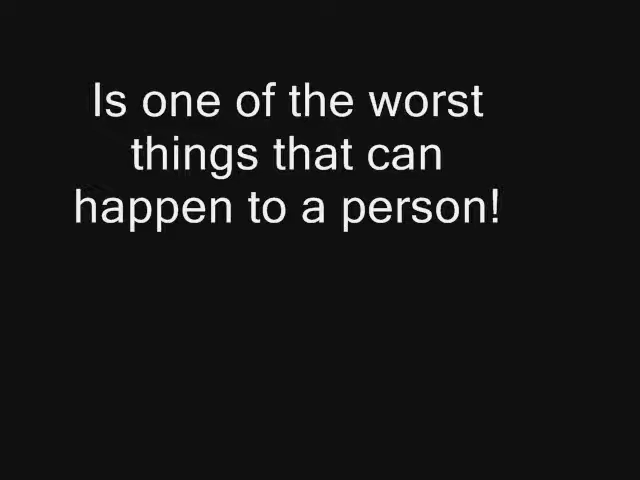 Is one of the worst
things that can
happen to a person!